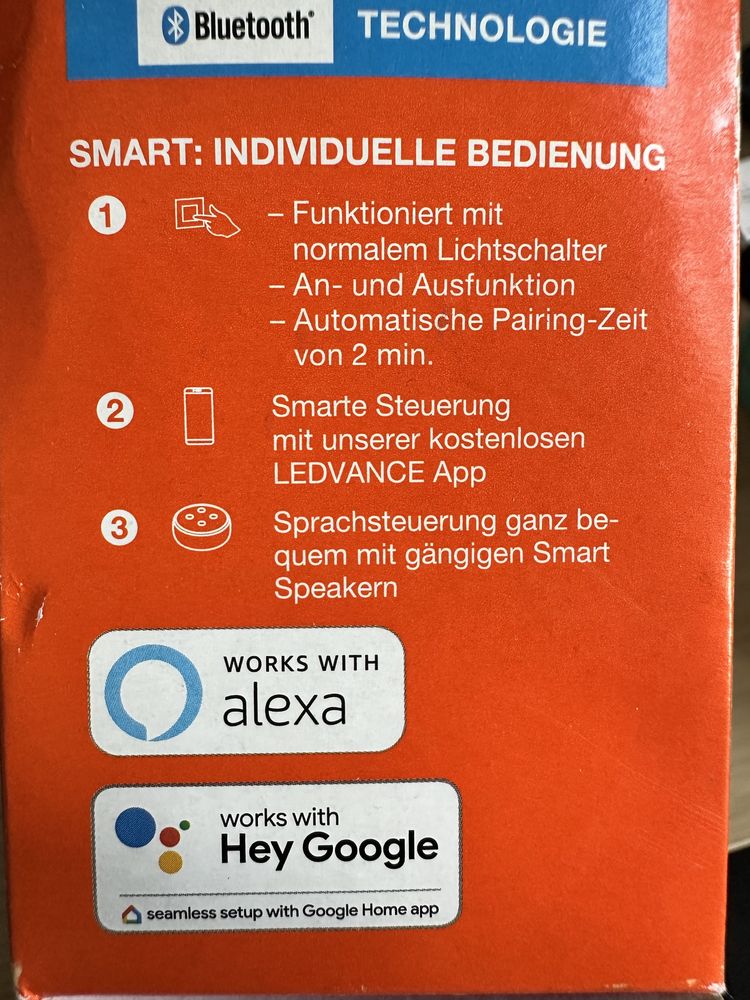 Bluetooth® TECHNOLOGIE
SMART: INDIVIDUELLE BEDIENUNG
1 – Funktioniert mit
normalem Lichtschalter
– An- und Ausfunktion
– Automatische Pairing-Zeit
von 2 min.
2 Smarte Steuerung
mit unserer kostenlosen
LEDVANCE App
3 Sprachsteuerung ganz be-
quem mit gängigen Smart
Speakern
WORKS WITH
alexa
works with
Hey Google
seamless setup with Google Home app